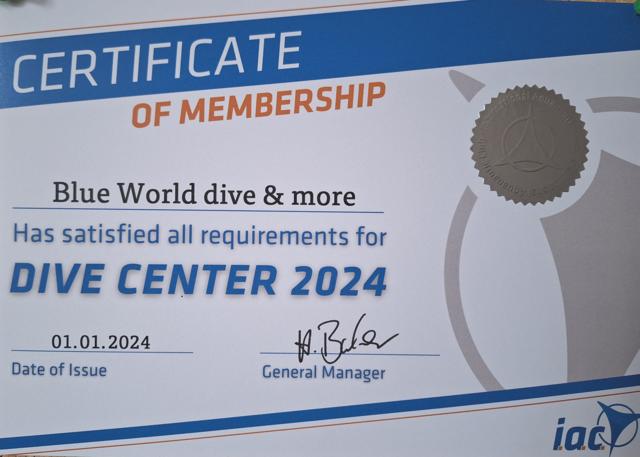 CERTIFICATE
OF MEMBERSHIP
Blue World dive & more
Has satisfied all requirements for
DIVE CENTER 2024
01.01.2024
Date of Issue
General Manager
i.a.c.